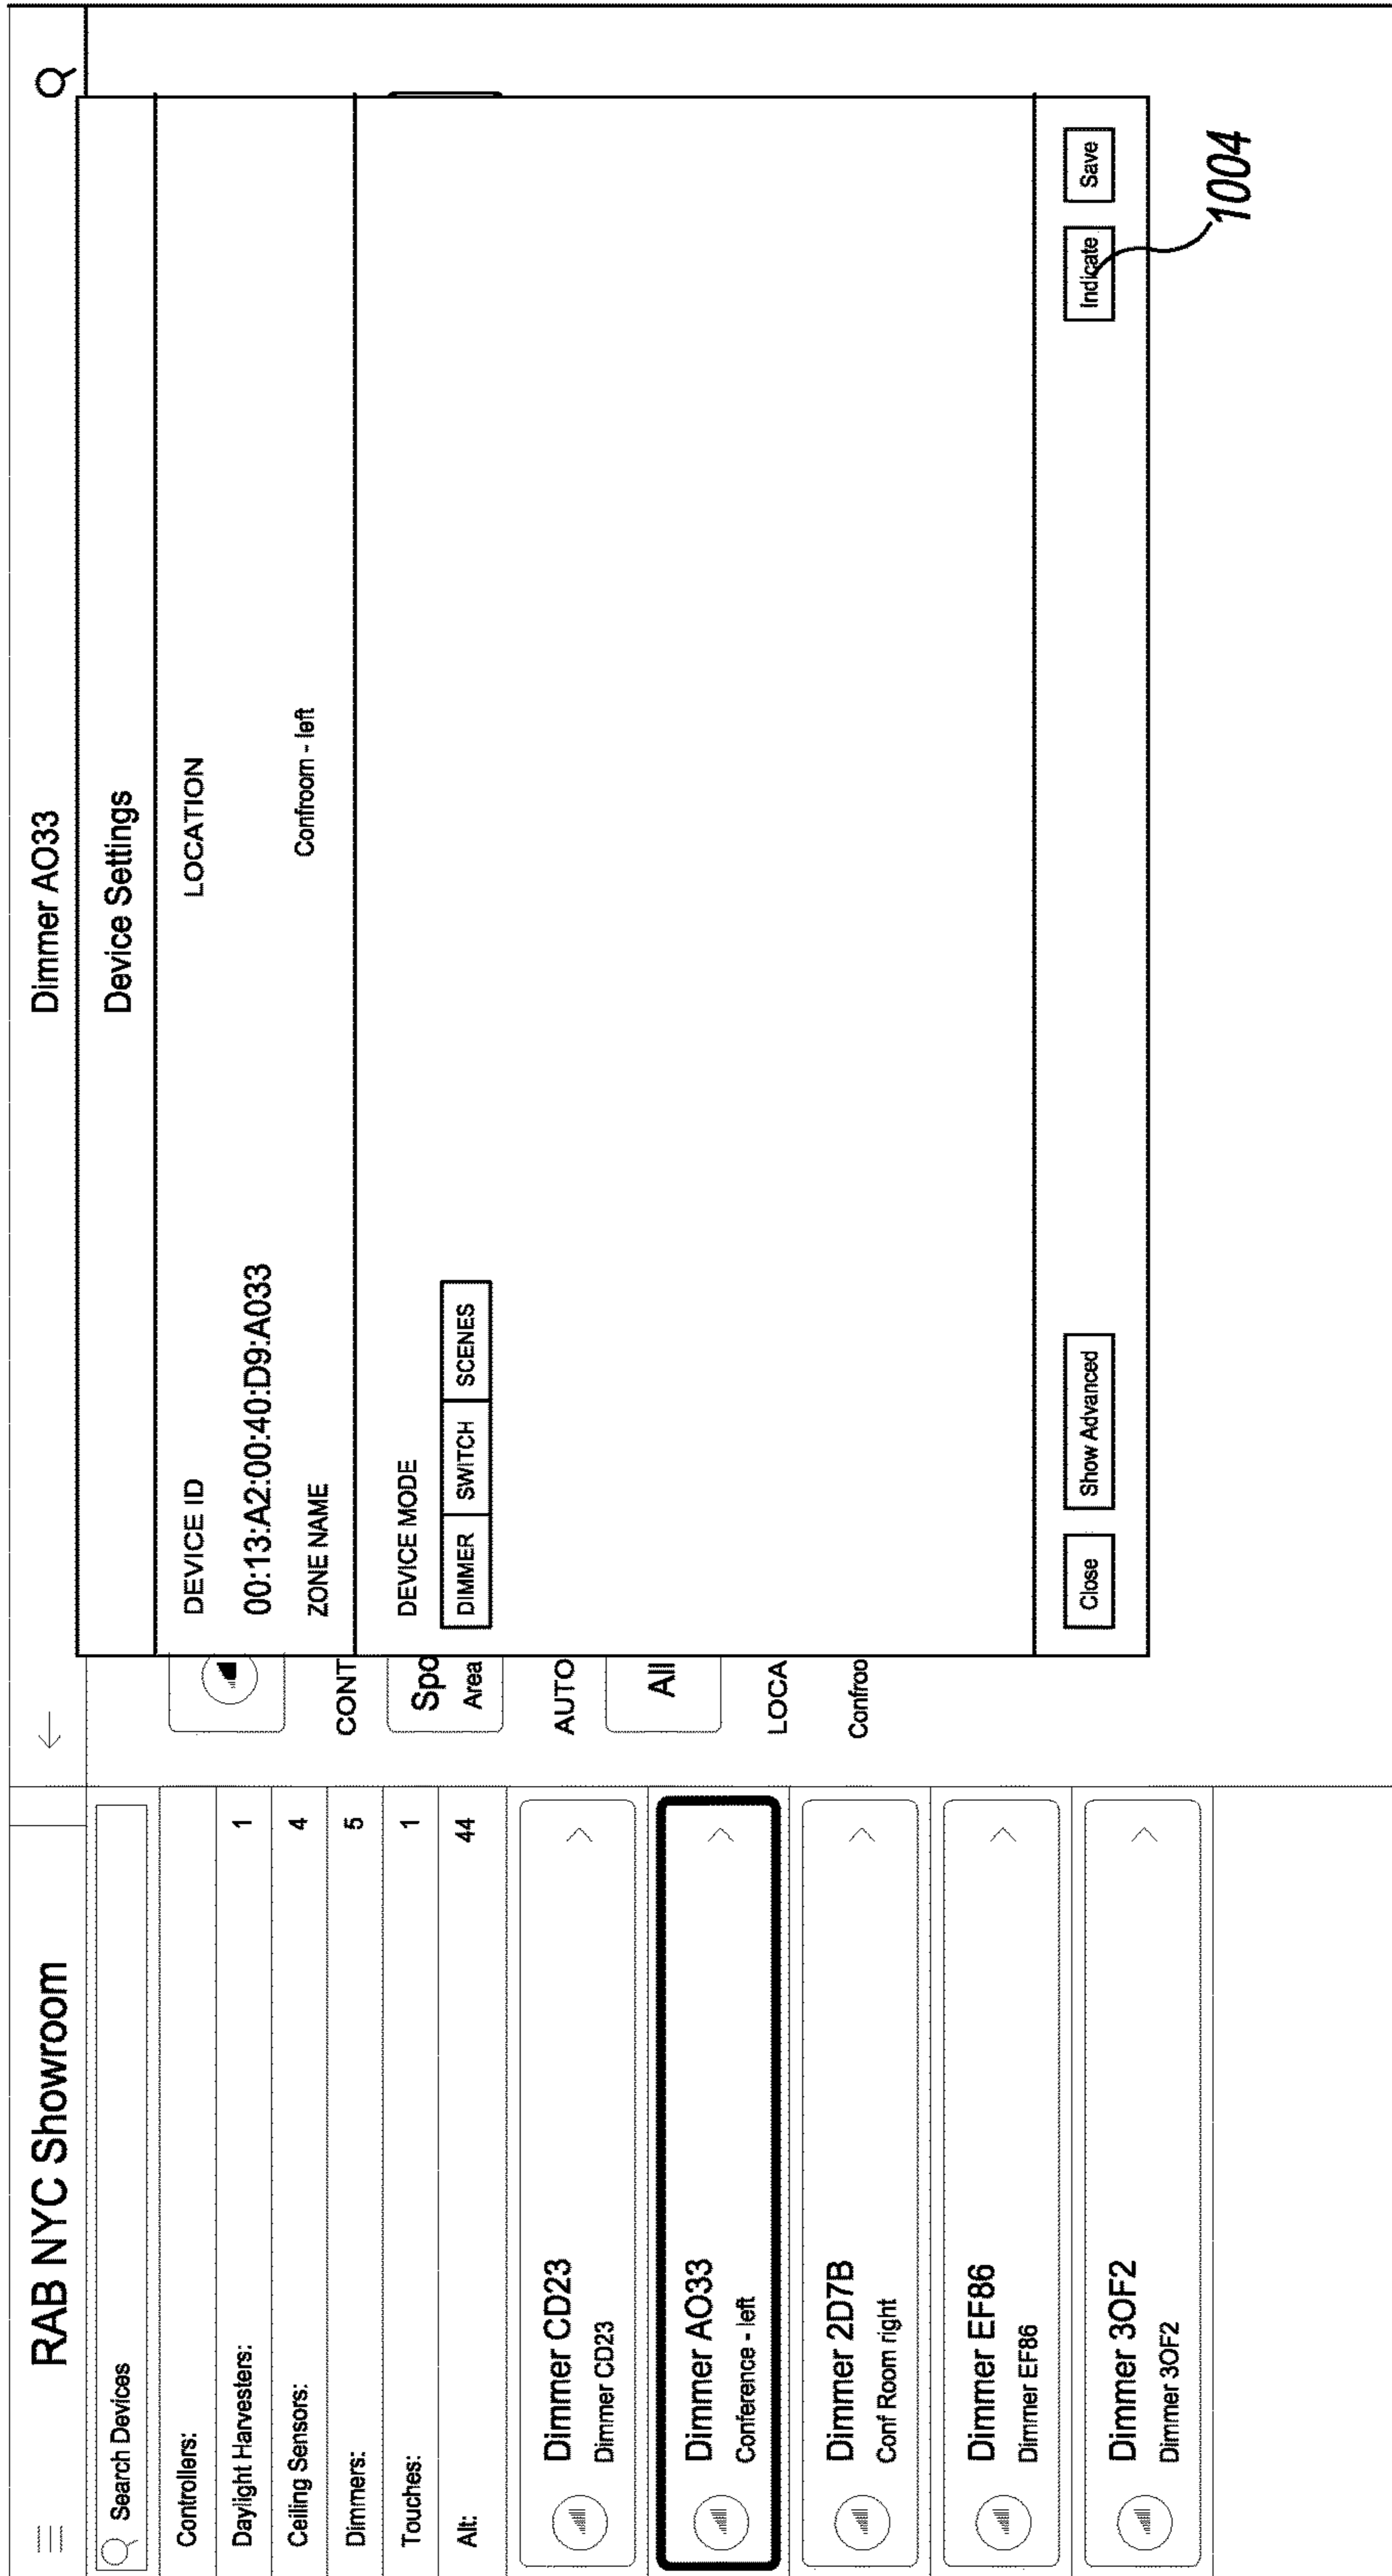 RAB NYC Showroom
Search Devices
Controllers:
Daylight Harvesters: 1
Ceiling Sensors: 4
Dimmers: 5
Touches: 1
Alt: 44
Dimmer CD23
Dimmer CD23
Dimmer AO33
Conference - left
Dimmer 2D7B
Conf Room right
Dimmer EF86
Dimmer EF86
Dimmer 3OF2
Dimmer 3OF2
Dimmer AO33
CONT
Spo
Area
AUTO
All
LOCA
Confroo
Device Settings
DEVICE ID LOCATION
00:13:A2:00:40:D9:A033
ZONE NAME Confroom - left
DEVICE MODE
DIMMER SWITCH SCENES
Close Show Advanced Indicate Save
1004